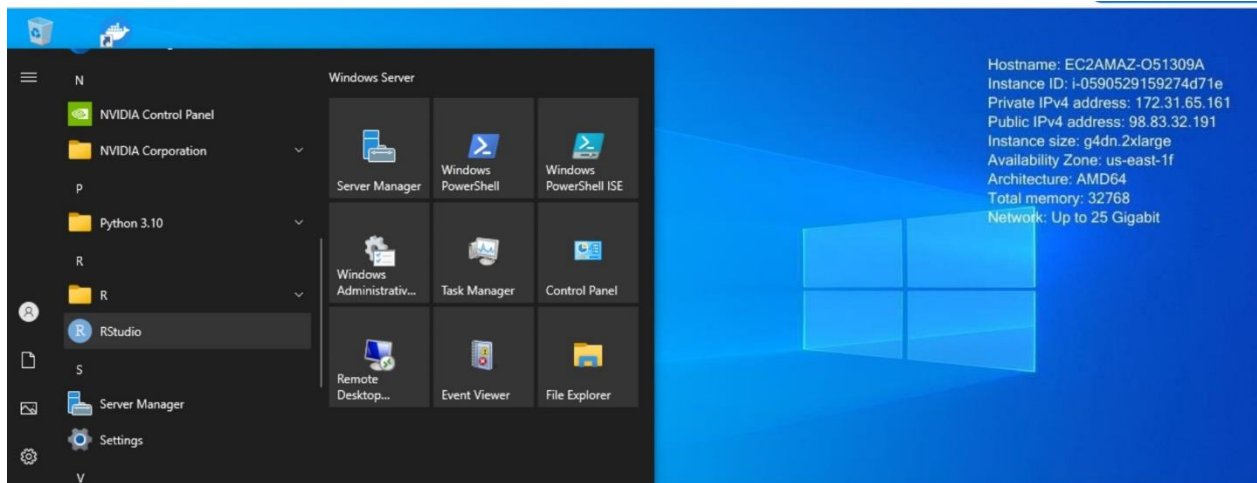 N
NVIDIA Control Panel
NVIDIA Corporation
P
Python 3.10
R
R
R
RStudio
S
Server Manager
Settings
V
Windows Server
Server Manager
Windows
PowerShell
Windows
PowerShell ISE
Windows
Administrativ...
Task Manager
Control Panel
Remote
Desktop...
Event Viewer
File Explorer
Hostname: EC2AMAZ-O51309A
Instance ID: i-0590529159274d71e
Private IPv4 address: 172.31.65.161
Public IPv4 address: 98.83.32.191
Instance size: g4dn.2xlarge
Availability Zone: us-east-1f
Architecture: AMD64
Total memory: 32768
Network: Up to 25 Gigabit